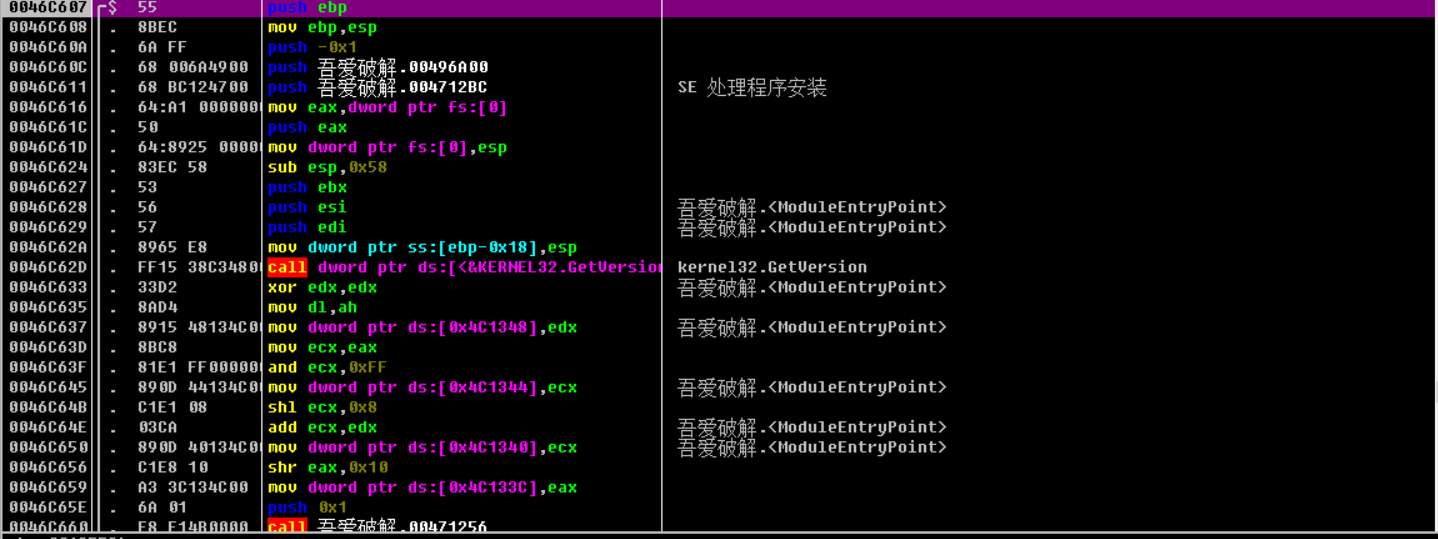 0046C607 ┌$ 55 push ebp
0046C608 . 8BEC mov ebp,esp
0046C60A . 6A FF push -0x1
0046C60C . 68 006A4900 push 吾爱破解.00496A00
0046C611 . 68 BC124700 push 吾爱破解.004712BC SE 处理程序安装
0046C616 . 64:A1 000000 mov eax,dword ptr fs:[0]
0046C61C . 50 push eax
0046C61D . 64:8925 0000 mov dword ptr fs:[0],esp
0046C624 . 83EC 58 sub esp,0x58
0046C627 . 53 push ebx
0046C628 . 56 push esi 吾爱破解.<ModuleEntryPoint>
0046C629 . 57 push edi 吾爱破解.<ModuleEntryPoint>
0046C62A . 8965 E8 mov dword ptr ss:[ebp-0x18],esp
0046C62D . FF15 38C3480 call dword ptr ds:[<&KERNEL32.GetVersion kernel32.GetVersion
0046C633 . 33D2 xor edx,edx 吾爱破解.<ModuleEntryPoint>
0046C635 . 8AD4 mov dl,ah
0046C637 . 8915 48134C0 mov dword ptr ds:[0x4C1348],edx 吾爱破解.<ModuleEntryPoint>
0046C63D . 8BC8 mov ecx,eax
0046C63F . 81E1 FF00000 and ecx,0xFF
0046C645 . 890D 44134C0 mov dword ptr ds:[0x4C1344],ecx 吾爱破解.<ModuleEntryPoint>
0046C64B . C1E1 08 shl ecx,0x8
0046C64E . 03CA add ecx,edx 吾爱破解.<ModuleEntryPoint>
0046C650 . 890D 40134C0 mov dword ptr ds:[0x4C1340],ecx 吾爱破解.<ModuleEntryPoint>
0046C656 . C1E8 10 shr eax,0x10
0046C659 . A3 3C134C00 mov dword ptr ds:[0x4C133C],eax
0046C65E . 6A 01 push 0x1
0046C660 . E8 F14B0000 call 吾爱破解.00471256